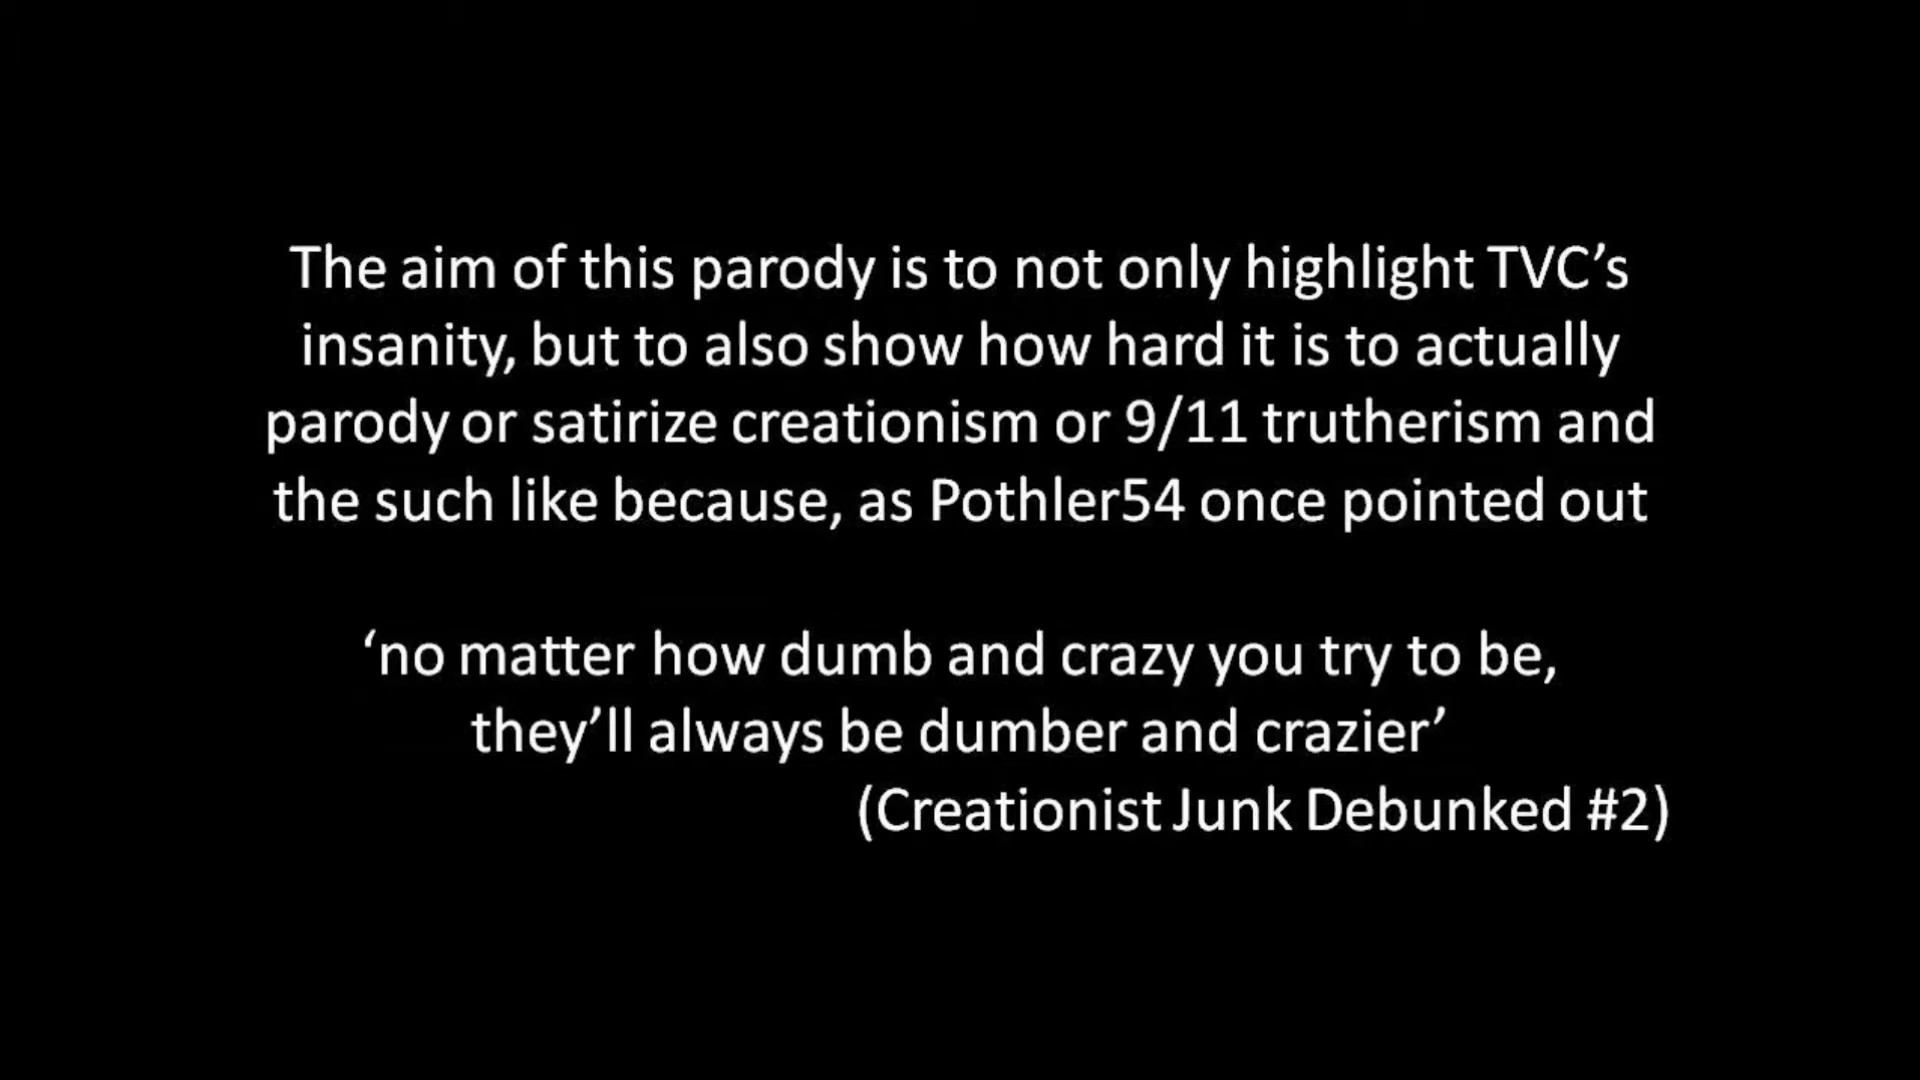 The aim of this parody is to not only highlight TVC’s
insanity, but to also show how hard it is to actually
parody or satirize creationism or 9/11 trutherism and
the such like because, as Pothler54 once pointed out
‘no matter how dumb and crazy you try to be,
they’ll always be dumber and crazier’
(Creationist Junk Debunked #2)